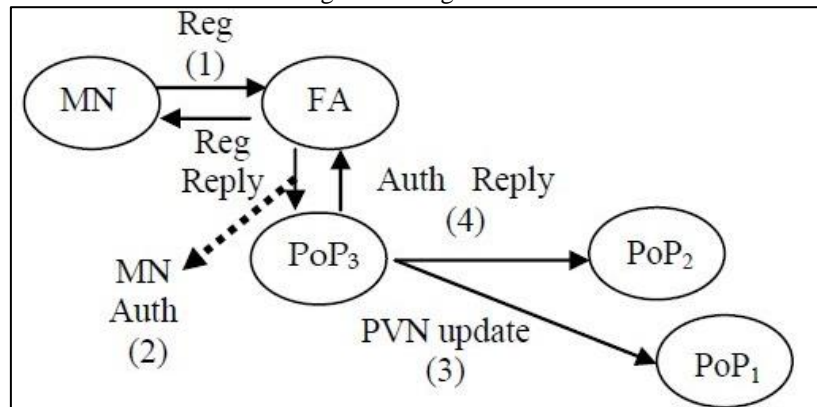 Reg
(1)
MN
FA
Reg
Reply
Auth Reply
(4)
PoP₃
PoP₂
MN
Auth
(2)
PVN update
(3)
PoP₁